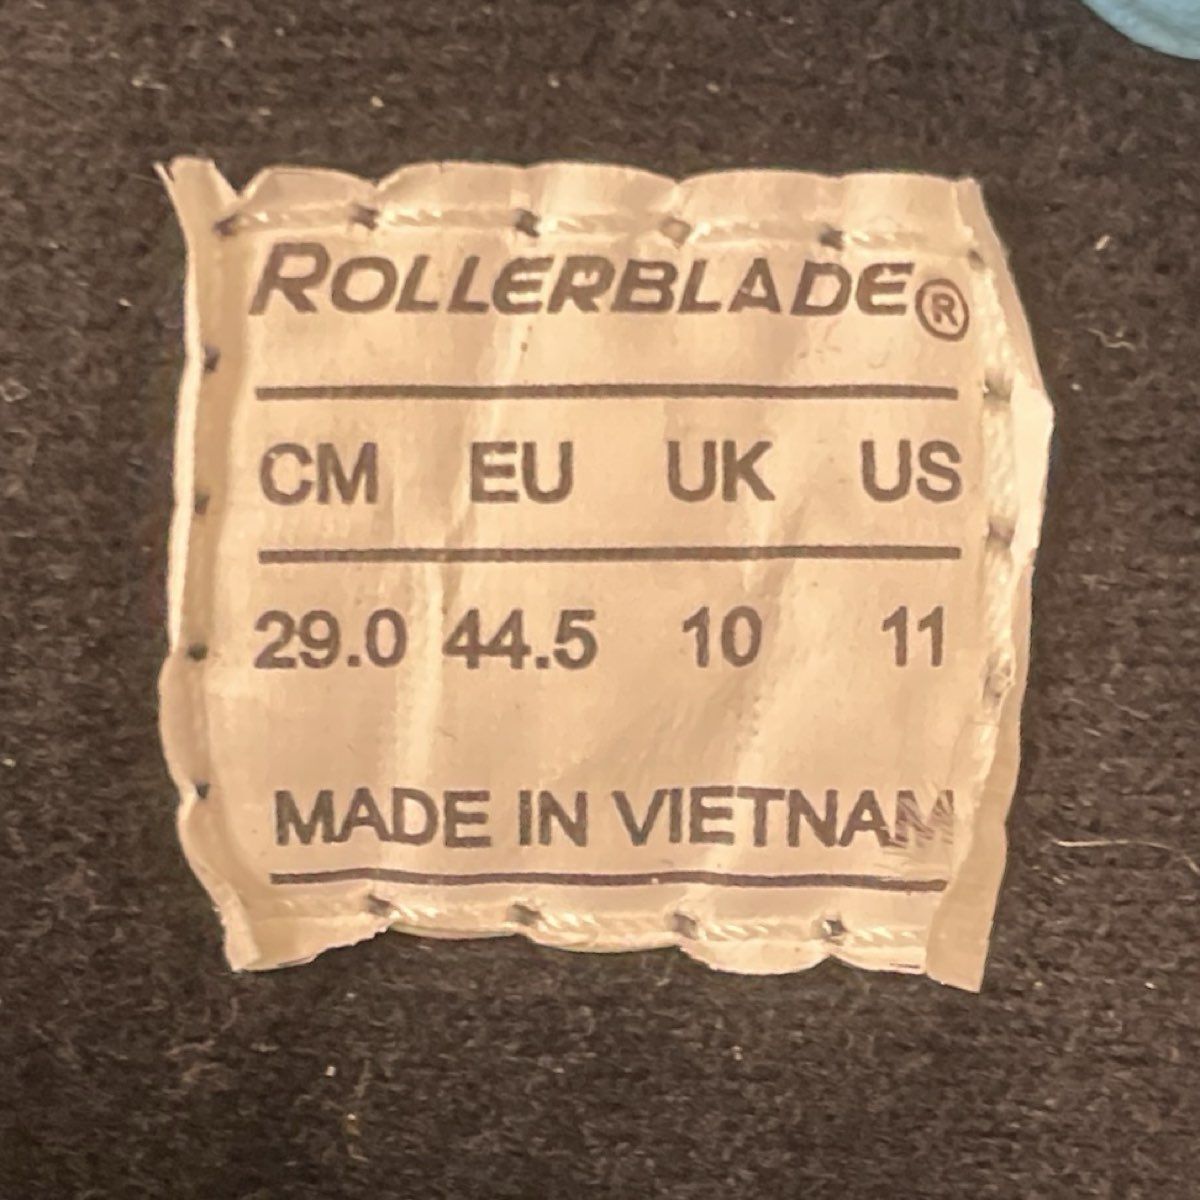 ROLLERBLADE®
CM EU UK US
29.0 44.5 10 11
MADE IN VIETNAM